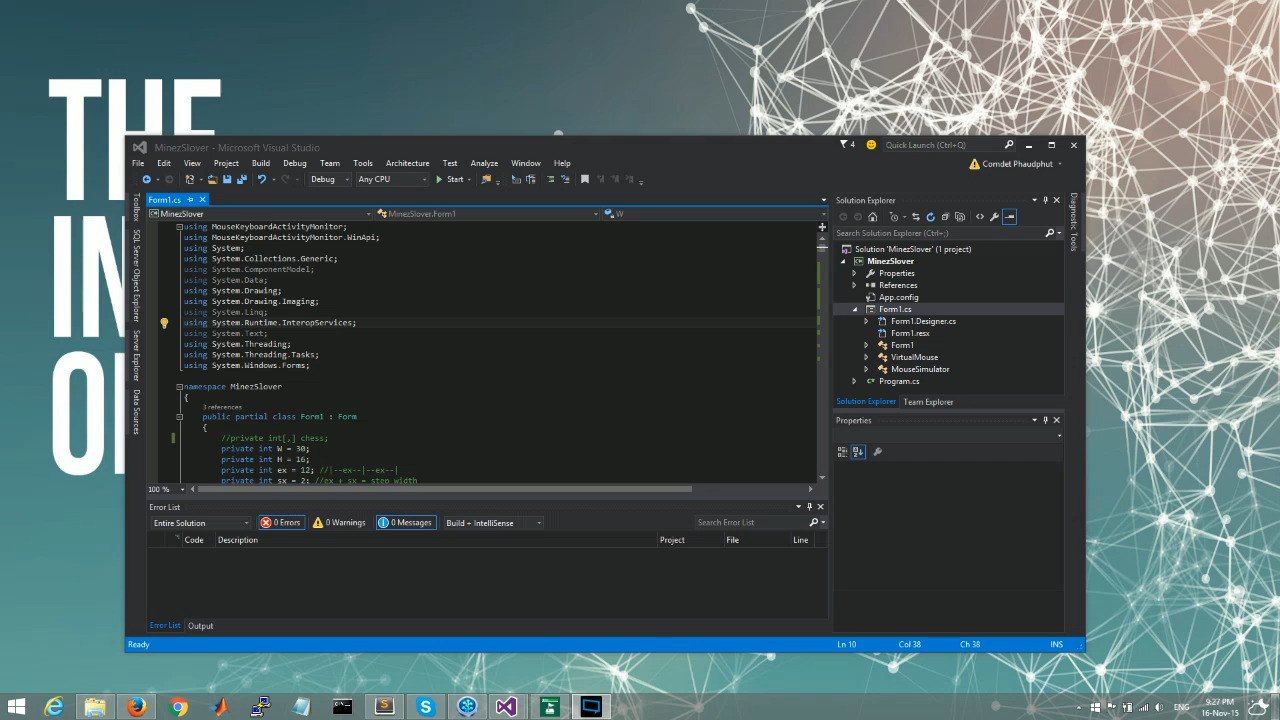 THE
IN
O
MinezSlover - Microsoft Visual Studio
4
Quick Launch (Ctrl+Q)
File Edit View Project Build Debug Team Tools Architecture Test Analyze Window Help
Comdet Phaudphut
Debug Any CPU Start
Toolbox
SQL Server Object Explorer
Server Explorer
Data Sources
Form1.cs
MinezSlover MinezSlover.Form1 W
using MouseKeyboardActivityMonitor;
using MouseKeyboardActivityMonitor.WinApi;
using System;
using System.Collections.Generic;
using System.ComponentModel;
using System.Data;
using System.Drawing;
using System.Drawing.Imaging;
using System.Linq;
using System.Runtime.InteropServices;
using System.Text;
using System.Threading;
using System.Threading.Tasks;
using System.Windows.Forms;
namespace MinezSlover
{
3 references
public partial class Form1 : Form
{
//private int[,] chess;
private int W = 30;
private int H = 16;
private int ex = 12; //|--ex--|--ex--|
private int sx = 2; //ex + sx = step width
100 %
Solution Explorer
Search Solution Explorer (Ctrl+;)
Solution 'MinezSlover' (1 project)
MinezSlover
Properties
References
App.config
Form1.cs
Form1.Designer.cs
Form1.resx
Form1
VirtualMouse
MouseSimulator
Program.cs
Solution Explorer Team Explorer
Properties
Diagnostic Tools
Error List
Entire Solution 0 Errors 0 Warnings 0 Messages Build + IntelliSense Search Error List
Code Description Project File Line
Error List Output
Ready Ln 10 Col 38 Ch 38 INS
ENG
9:27 PM
16-Nov-15